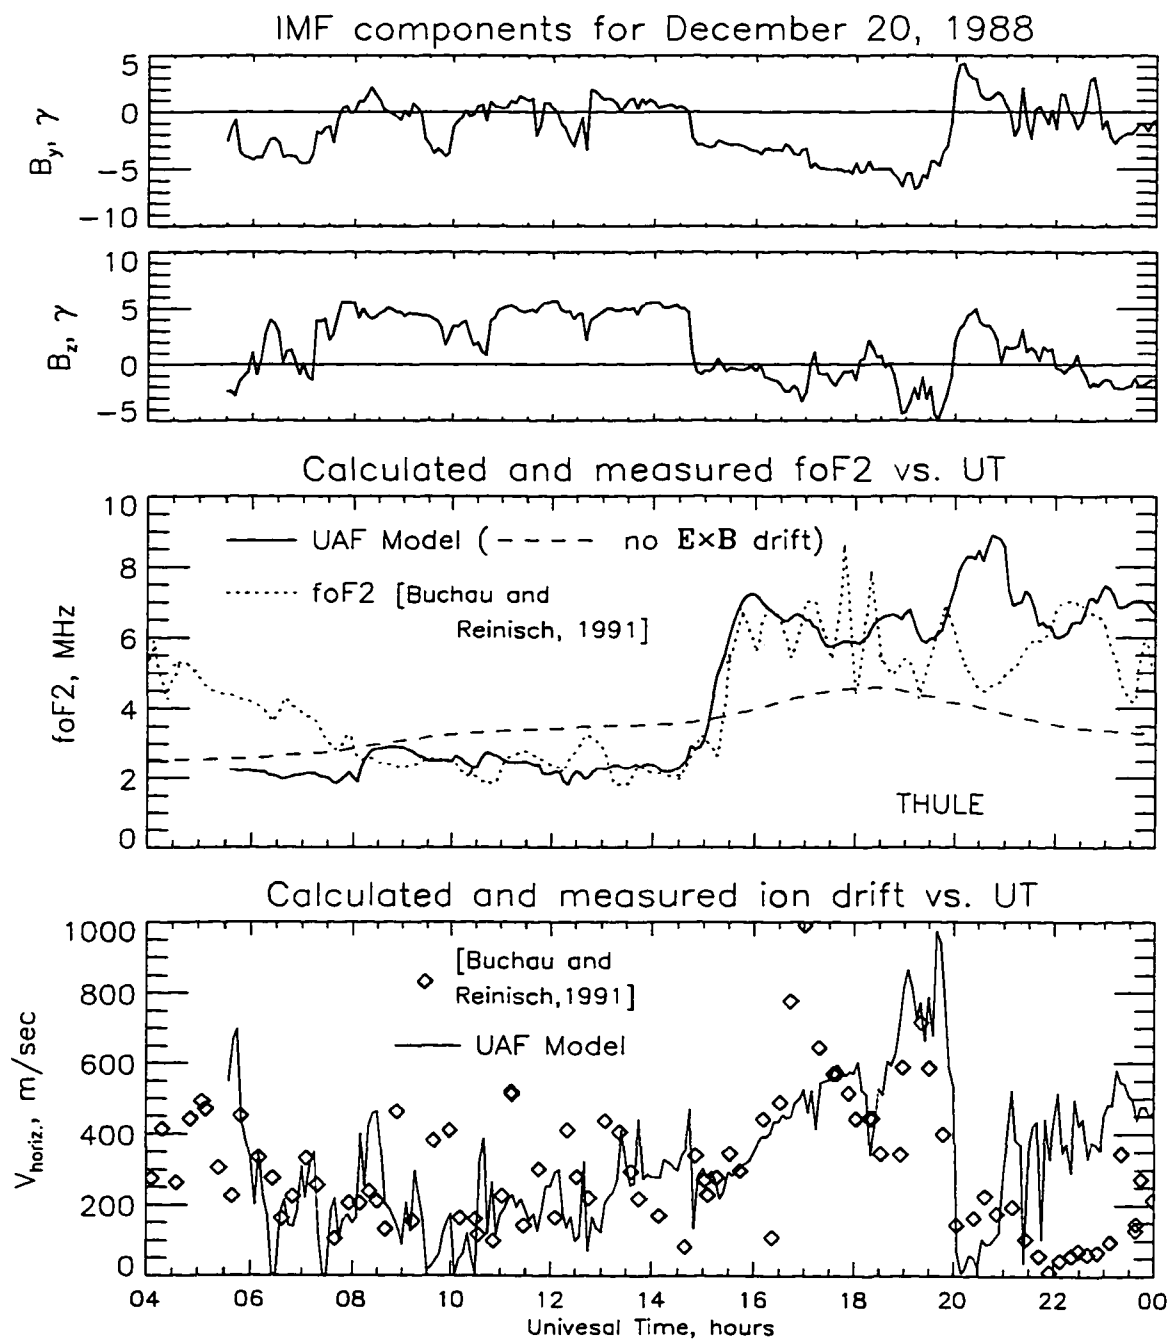 IMF components for December 20, 1988
5
0
−5
−10
By, γ
10
5
0
−5
Bz, γ
Calculated and measured foF2 vs. UT
10
8
6
4
2
0
foF2, MHz
UAF Model ( no E×B drift)
foF2 [Buchau and
Reinisch, 1991]
THULE
Calculated and measured ion drift vs. UT
1000
800
600
400
200
0
Vhoriz., m/sec
[Buchau and
Reinisch,1991]
UAF Model
04 06 08 10 12 14 16 18 20 22 00
Univesal Time, hours